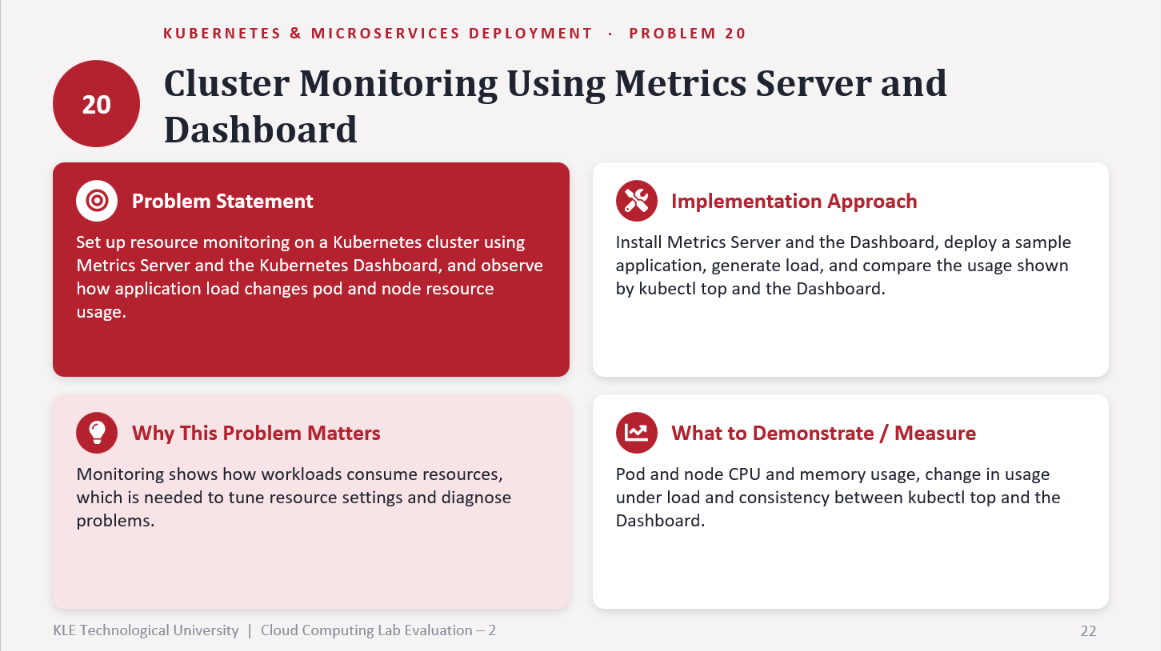 KUBERNETES & MICROSERVICES DEPLOYMENT · PROBLEM 20
20
Cluster Monitoring Using Metrics Server and
Dashboard
Problem Statement
Set up resource monitoring on a Kubernetes cluster using
Metrics Server and the Kubernetes Dashboard, and observe
how application load changes pod and node resource
usage.
Implementation Approach
Install Metrics Server and the Dashboard, deploy a sample
application, generate load, and compare the usage shown
by kubectl top and the Dashboard.
Why This Problem Matters
Monitoring shows how workloads consume resources,
which is needed to tune resource settings and diagnose
problems.
What to Demonstrate / Measure
Pod and node CPU and memory usage, change in usage
under load and consistency between kubectl top and the
Dashboard.
KLE Technological University | Cloud Computing Lab Evaluation – 2
22